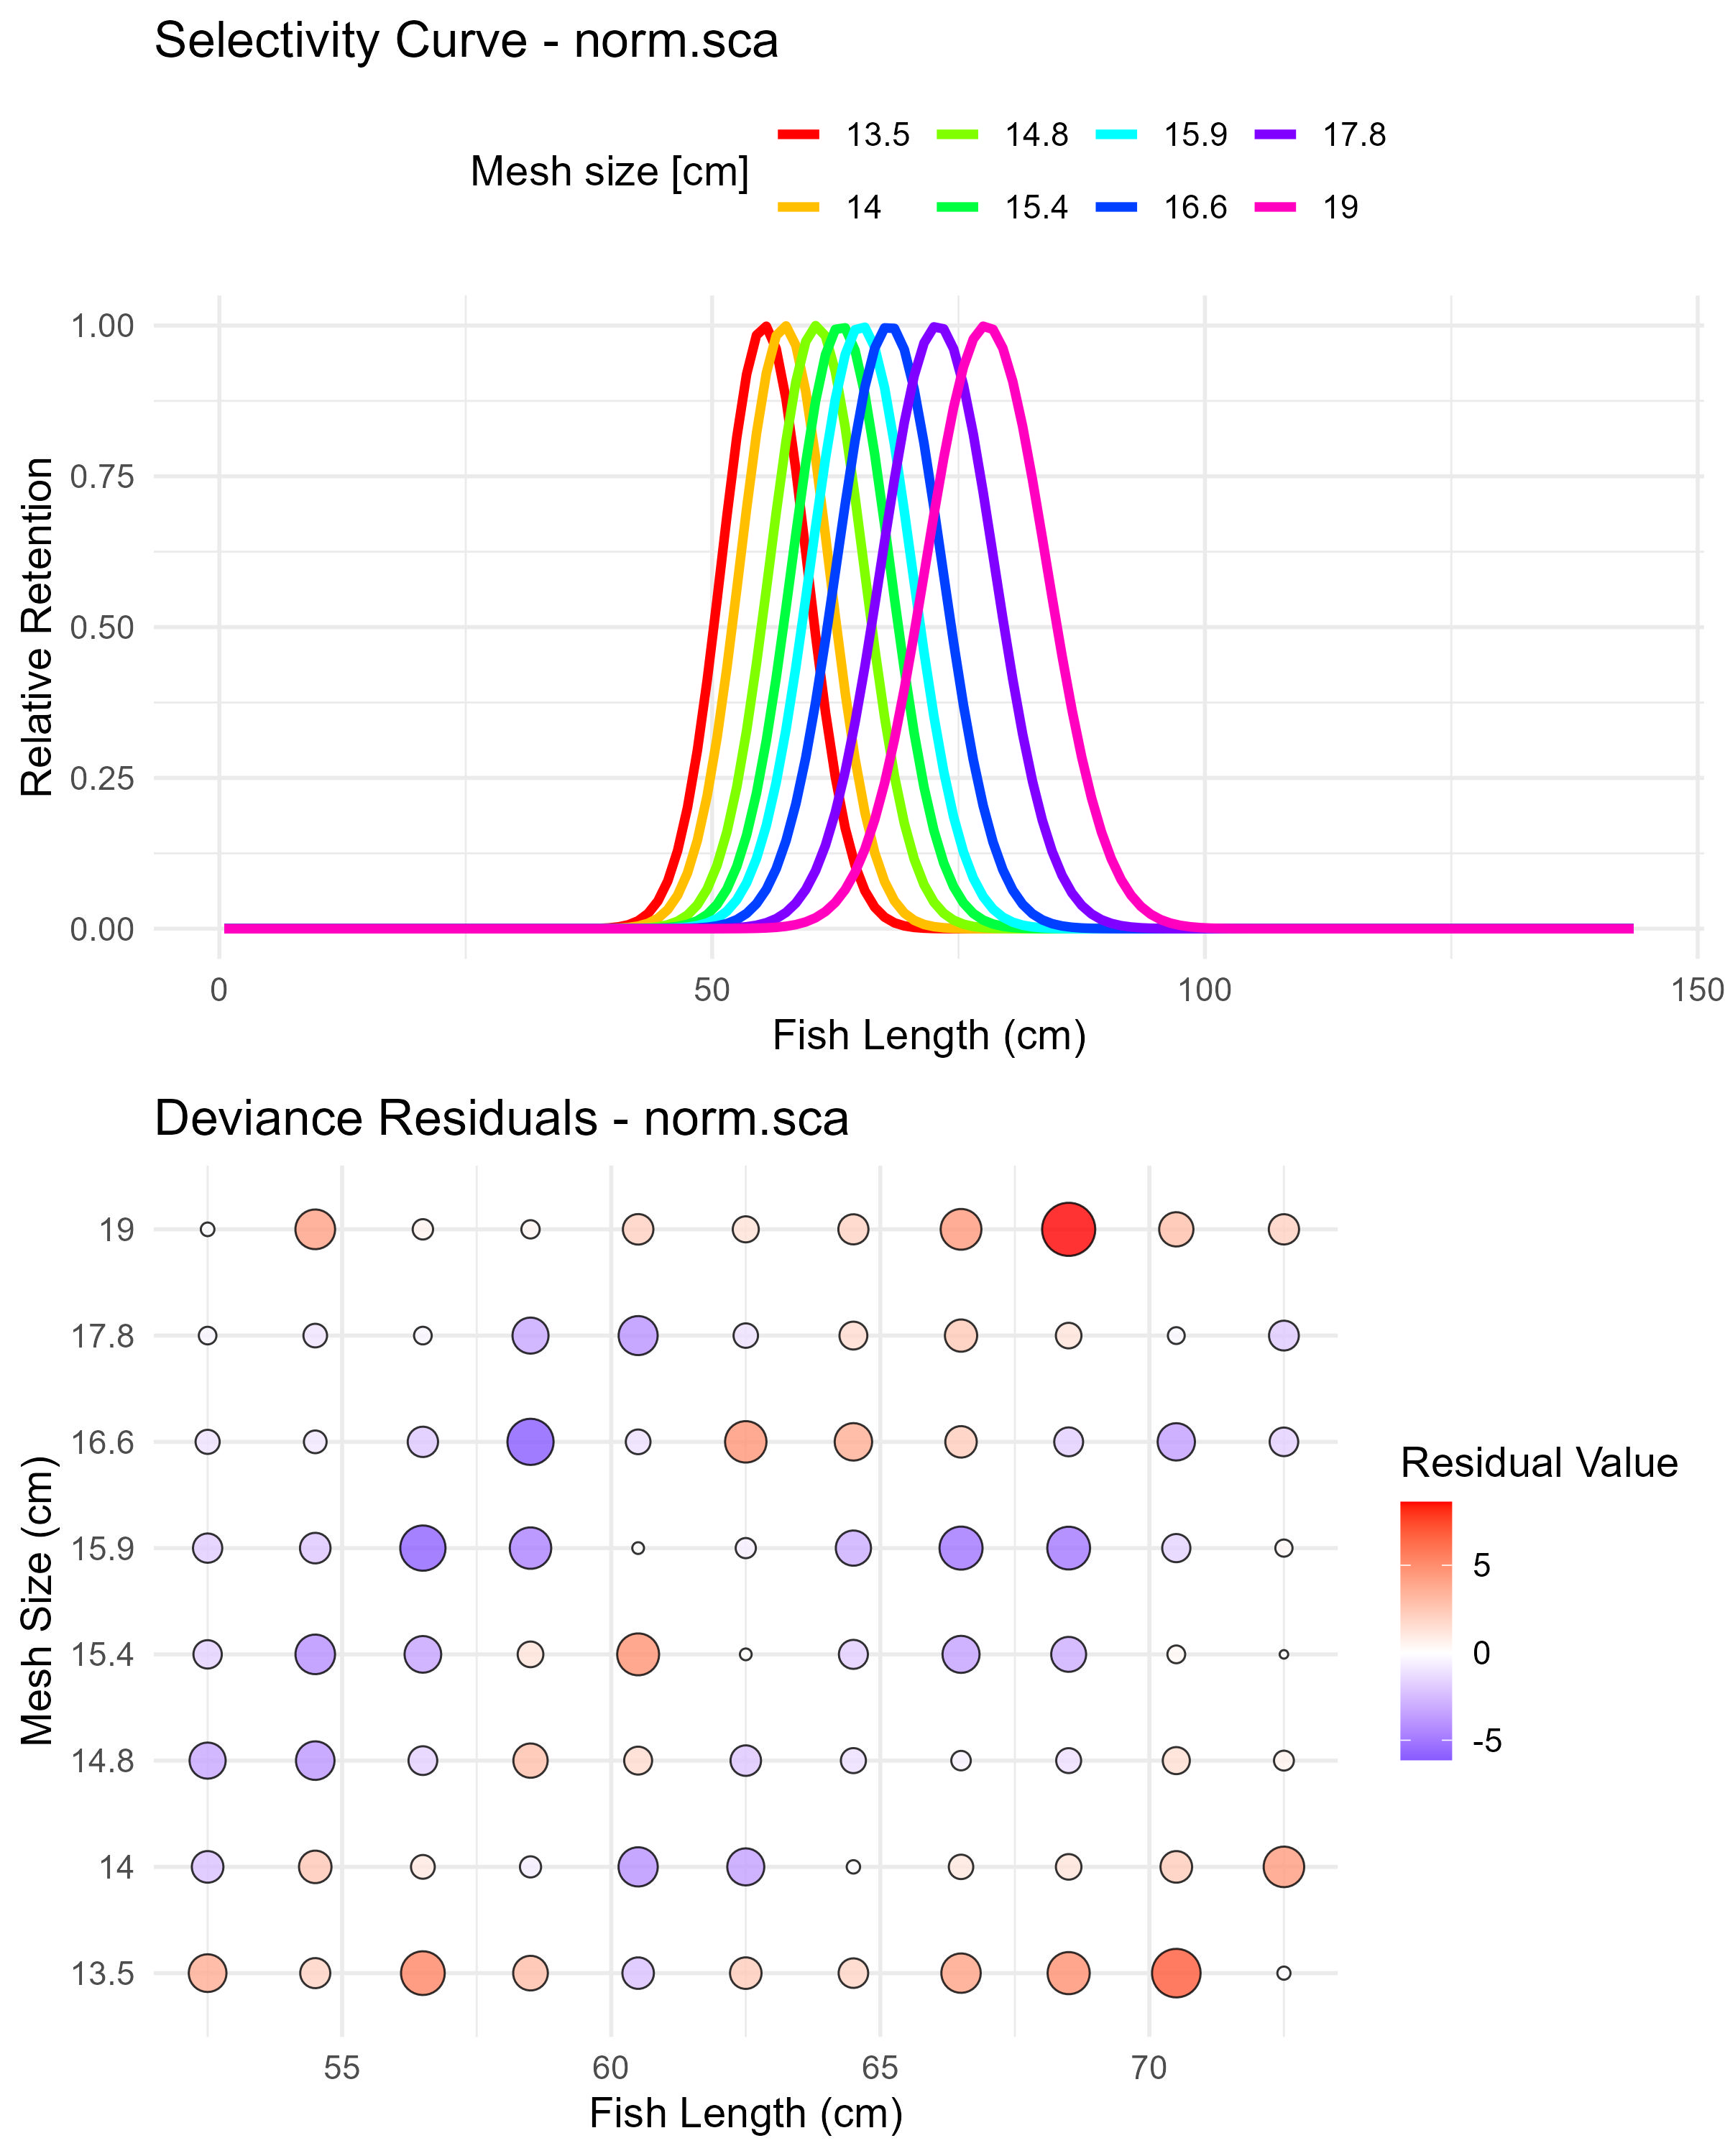 Selectivity Curve - norm.sca
Mesh size [cm]
13.5 14.8 15.9 17.8
14 15.4 16.6 19
Relative Retention
1.00
0.75
0.50
0.25
0.00
0 50 100 150
Fish Length (cm)
Deviance Residuals - norm.sca
Mesh Size (cm)
19
17.8
16.6
15.9
15.4
14.8
14
13.5
55 60 65 70
Fish Length (cm)
Residual Value
5
0
-5